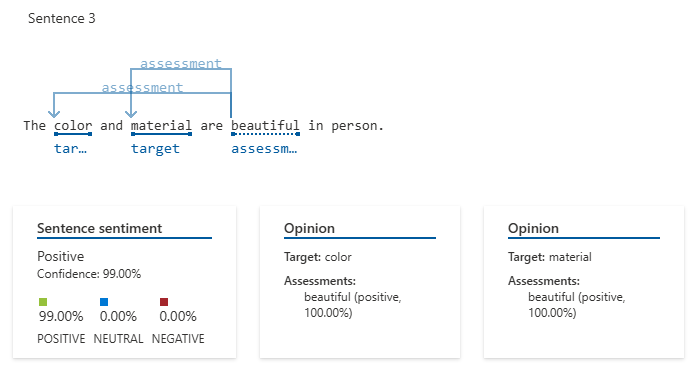 Sentence 3
assessment
assessment
The color and material are beautiful in person.
tar… target assessm…
Sentence sentiment
Positive
Confidence: 99.00%
99.00% 0.00% 0.00%
POSITIVE NEUTRAL NEGATIVE
Opinion
Target: color
Assessments:
beautiful (positive,
100.00%)
Opinion
Target: material
Assessments:
beautiful (positive,
100.00%)